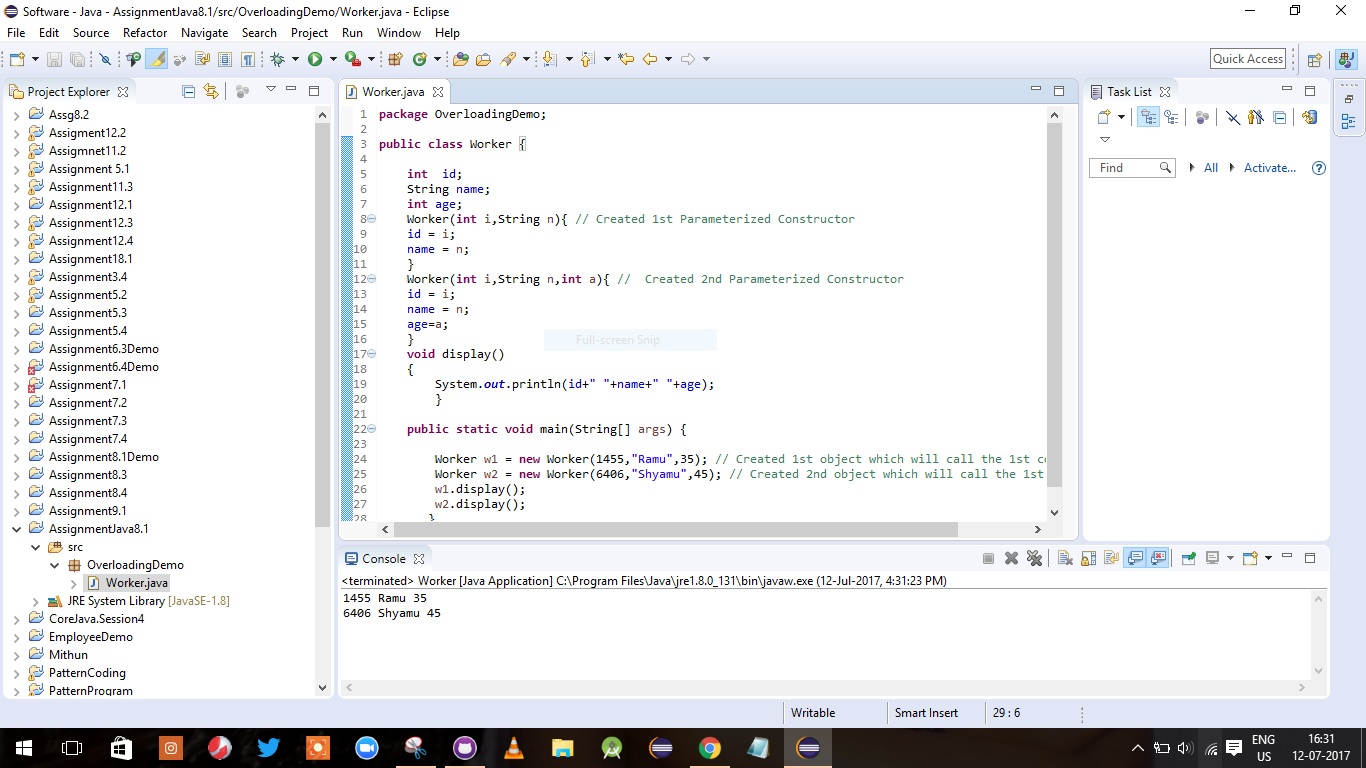 Software - Java - AssignmentJava8.1/src/OverloadingDemo/Worker.java - Eclipse
File Edit Source Refactor Navigate Search Project Run Window Help
Quick Access
Project Explorer
Assg8.2
Assigment12.2
Assigmnet11.2
Assignment 5.1
Assignment11.3
Assignment12.1
Assignment12.3
Assignment12.4
Assignment18.1
Assignment3.4
Assignment5.2
Assignment5.3
Assignment5.4
Assignment6.3Demo
Assignment6.4Demo
Assignment7.1
Assignment7.2
Assignment7.3
Assignment7.4
Assignment8.1Demo
Assignment8.3
Assignment8.4
Assignment9.1
AssignmentJava8.1
src
OverloadingDemo
Worker.java
JRE System Library [JavaSE-1.8]
CoreJava.Session4
EmployeeDemo
Mithun
PatternCoding
PatternProgram
Worker.java
1 package OverloadingDemo;
2
3 public class Worker {
4
5 int  id;
6 String name;
7 int age;
8 Worker(int i,String n){ // Created 1st Parameterized Constructor
9 id = i;
10 name = n;
11 }
12 Worker(int i,String n,int a){ //  Created 2nd Parameterized Constructor
13 id = i;
14 name = n;
15 age=a;
16 }
17 void display()
18 {
19 System.out.println(id+" "+name+" "+age);
20 }
21
22 public static void main(String[] args) {
23
24 Worker w1 = new Worker(1455,"Ramu",35); // Created 1st object which will call the 1st c
25 Worker w2 = new Worker(6406,"Shyamu",45); // Created 2nd object which will call the 1st
26 w1.display();
27 w2.display();
28 }
Full-screen Snip
Task List
Find All Activate...
Console
<terminated> Worker [Java Application] C:\Program Files\Java\jre1.8.0_131\bin\javaw.exe (12-Jul-2017, 4:31:23 PM)
1455 Ramu 35
6406 Shyamu 45
Writable Smart Insert 29 : 6
ENG
US
16:31
12-07-2017